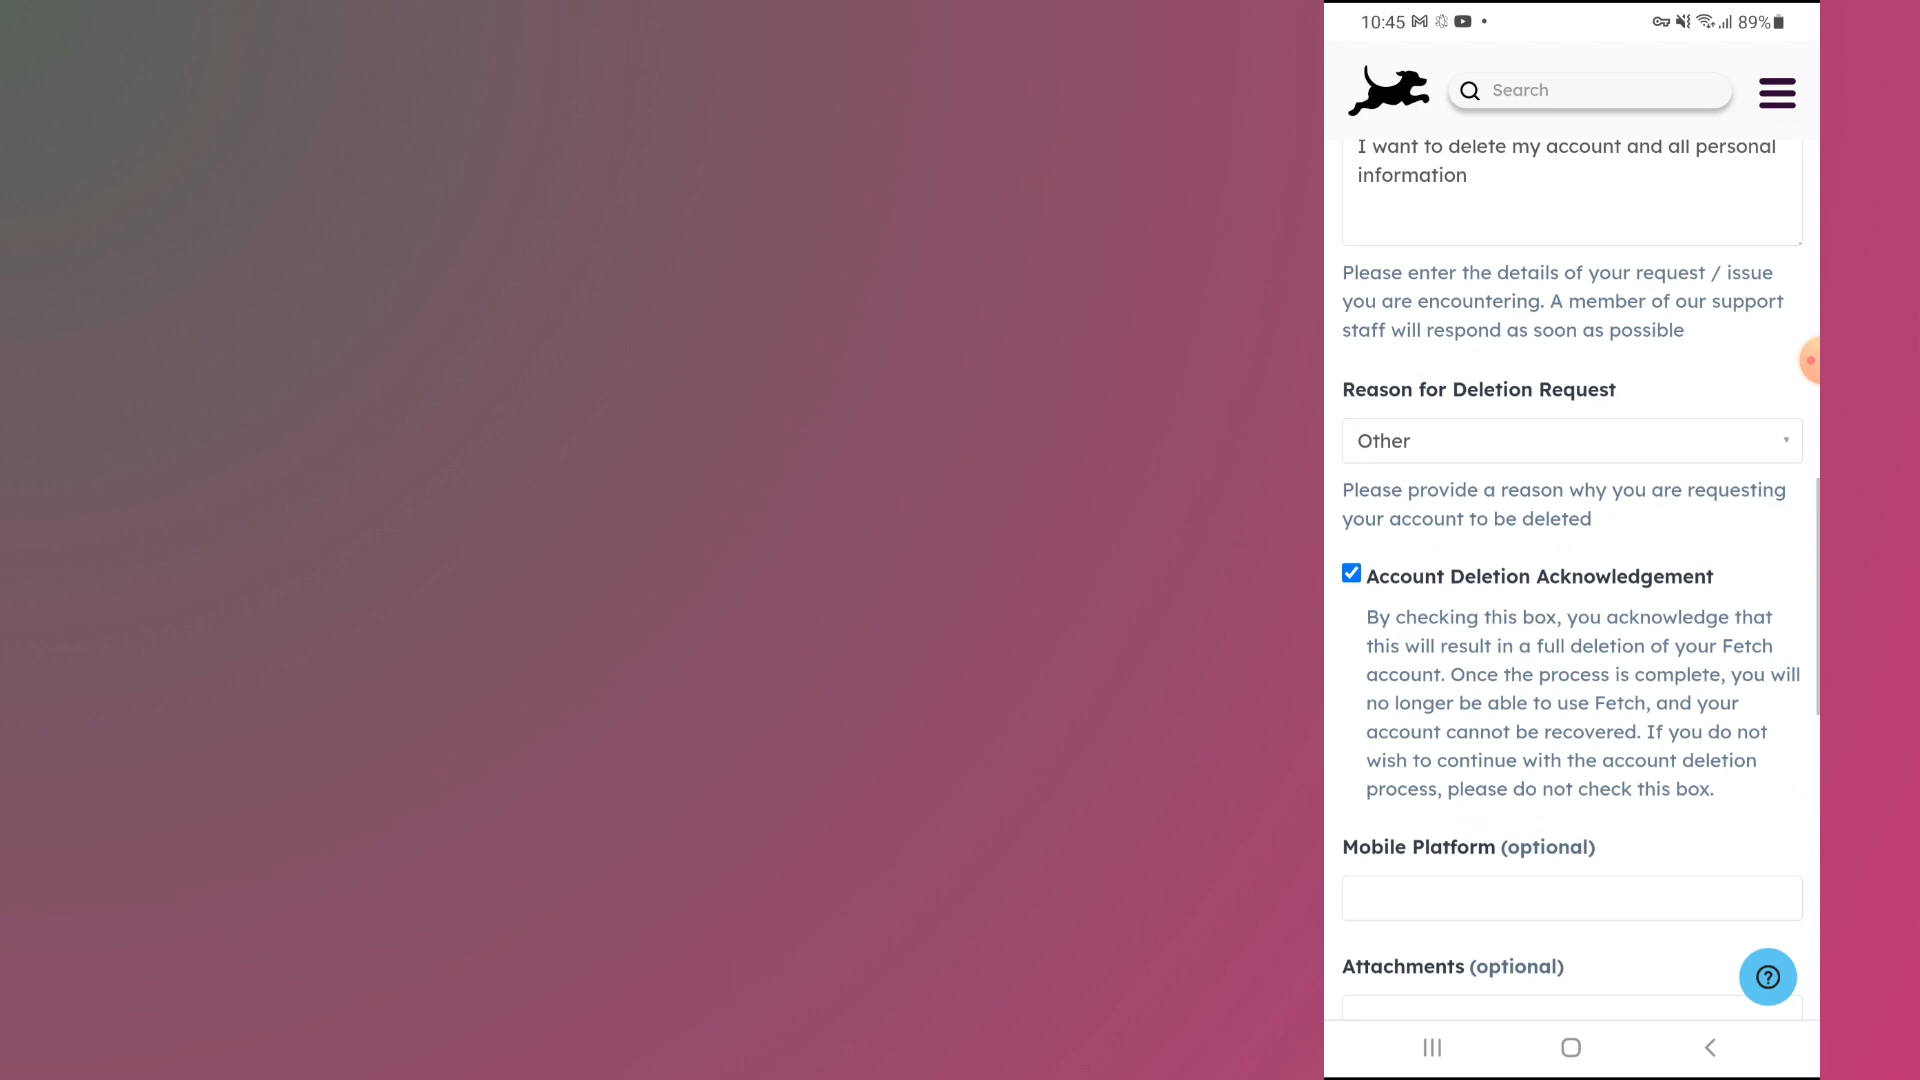 10:45
89%
Search
I want to delete my account and all personal
information
Please enter the details of your request / issue
you are encountering. A member of our support
staff will respond as soon as possible
Reason for Deletion Request
Other
Please provide a reason why you are requesting
your account to be deleted
Account Deletion Acknowledgement
By checking this box, you acknowledge that
this will result in a full deletion of your Fetch
account. Once the process is complete, you will
no longer be able to use Fetch, and your
account cannot be recovered. If you do not
wish to continue with the account deletion
process, please do not check this box.
Mobile Platform (optional)
Attachments (optional)